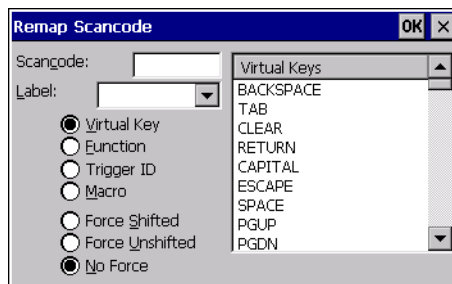 Remap Scancode OK
Scancode:
Label:
Virtual Key
Function
Trigger ID
Macro
Force Shifted
Force Unshifted
No Force
Virtual Keys
BACKSPACE
TAB
CLEAR
RETURN
CAPITAL
ESCAPE
SPACE
PGUP
PGDN